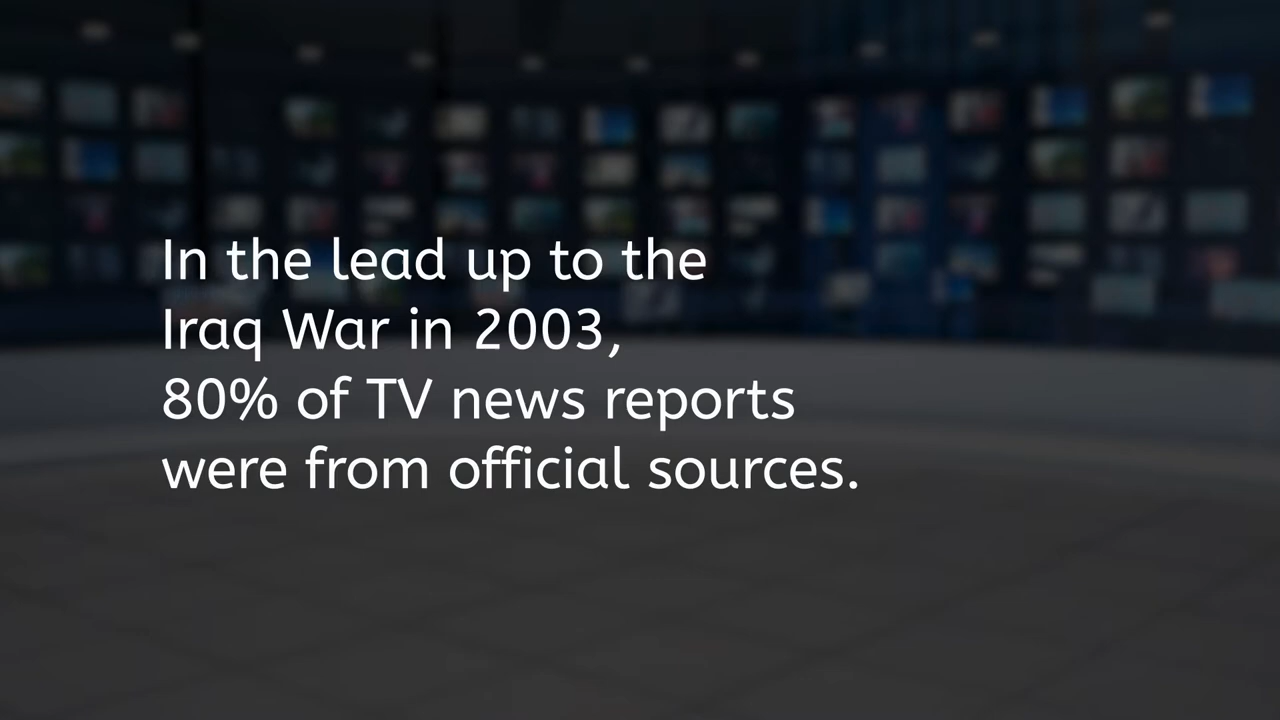 In the lead up to the
Iraq War in 2003,
80% of TV news reports
were from official sources.